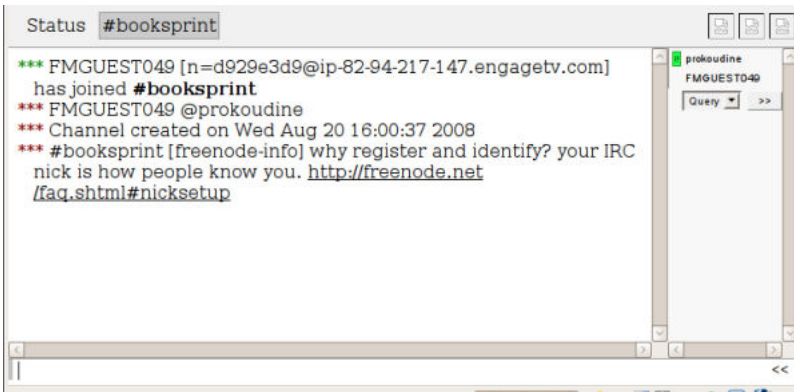 Status #booksprint
*** FMGUEST049 [n=d929e3d9@ip-82-94-217-147.engagetv.com]
has joined #booksprint
*** FMGUEST049 @prokoudine
*** Channel created on Wed Aug 20 16:00:37 2008
*** #booksprint [freenode-info] why register and identify? your IRC
nick is how people know you. http://freenode.net
/faq.shtml#nicksetup
prokoudine
FMGUEST049
Query >>
<<